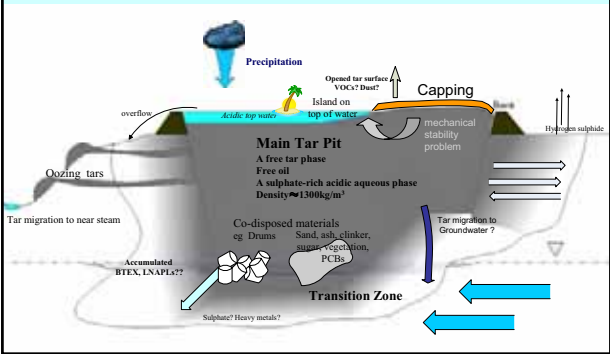 Precipitation
Opened tar surface
VOCs? Dust?
Capping
Island on
top of water
overflow
Acidic top water
Bank
mechanical
stability
problem
Hydrogen sulphide
Main Tar Pit
A free tar phase
Free oil
A sulphate-rich acidic aqueous phase
Density≈1300kg/m³
Oozing tars
Tar migration to near steam
Co-disposed materials
eg Drums
Sand, ash, clinker,
sugar, vegetation,
PCBs
Tar migration to
Groundwater ?
Accumulated
BTEX, LNAPLs??
Transition Zone
Sulphate? Heavy metals?